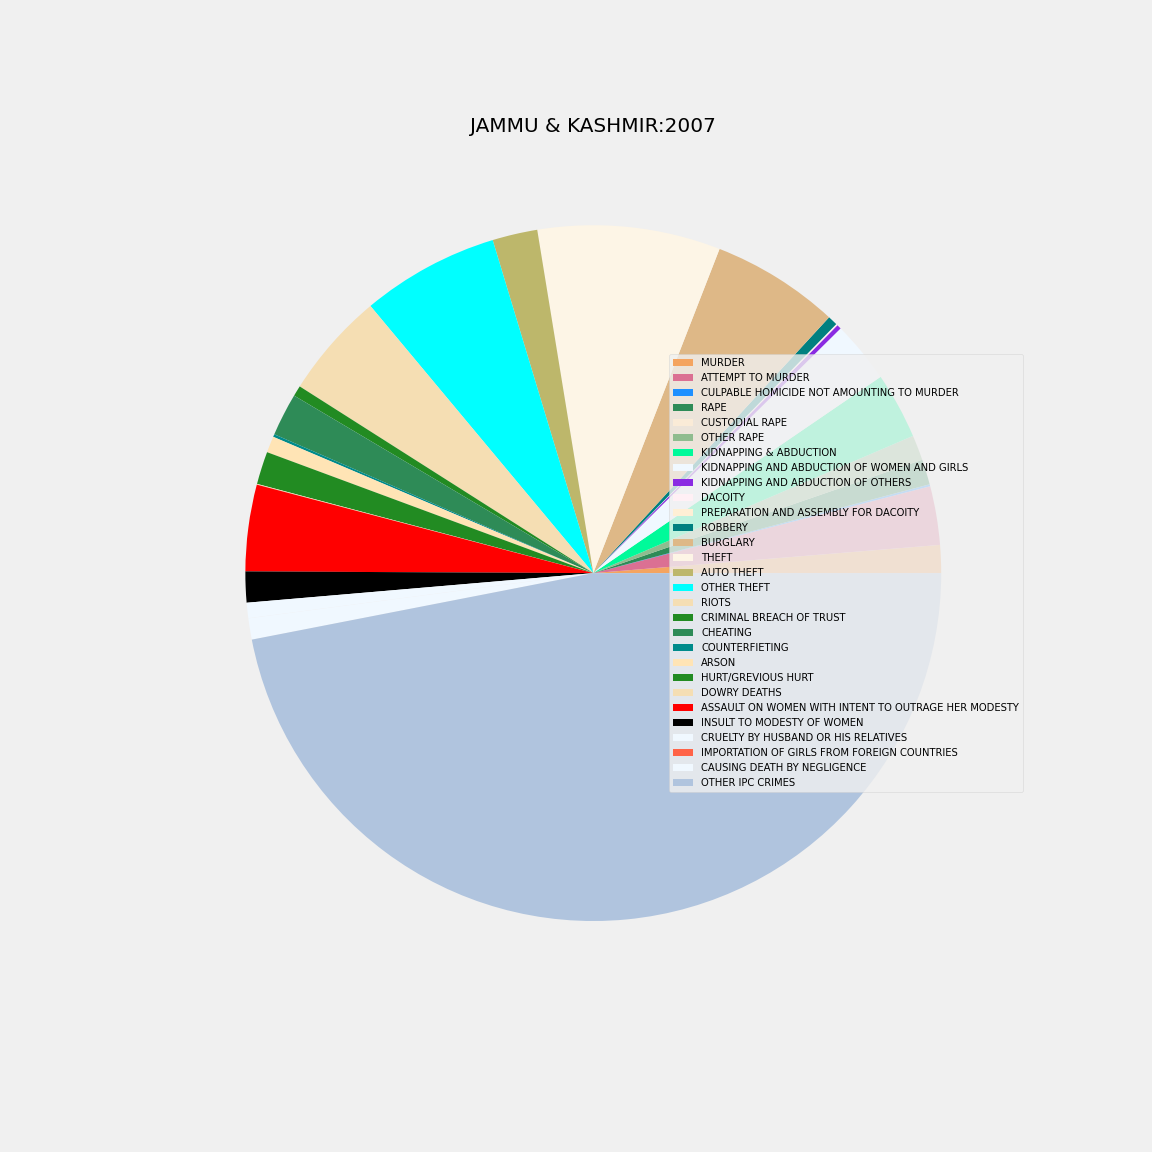 JAMMU & KASHMIR:2007
MURDER
ATTEMPT TO MURDER
CULPABLE HOMICIDE NOT AMOUNTING TO MURDER
RAPE
CUSTODIAL RAPE
OTHER RAPE
KIDNAPPING & ABDUCTION
KIDNAPPING AND ABDUCTION OF WOMEN AND GIRLS
KIDNAPPING AND ABDUCTION OF OTHERS
DACOITY
PREPARATION AND ASSEMBLY FOR DACOITY
ROBBERY
BURGLARY
THEFT
AUTO THEFT
OTHER THEFT
RIOTS
CRIMINAL BREACH OF TRUST
CHEATING
COUNTERFIETING
ARSON
HURT/GREVIOUS HURT
DOWRY DEATHS
ASSAULT ON WOMEN WITH INTENT TO OUTRAGE HER MODESTY
INSULT TO MODESTY OF WOMEN
CRUELTY BY HUSBAND OR HIS RELATIVES
IMPORTATION OF GIRLS FROM FOREIGN COUNTRIES
CAUSING DEATH BY NEGLIGENCE
OTHER IPC CRIMES